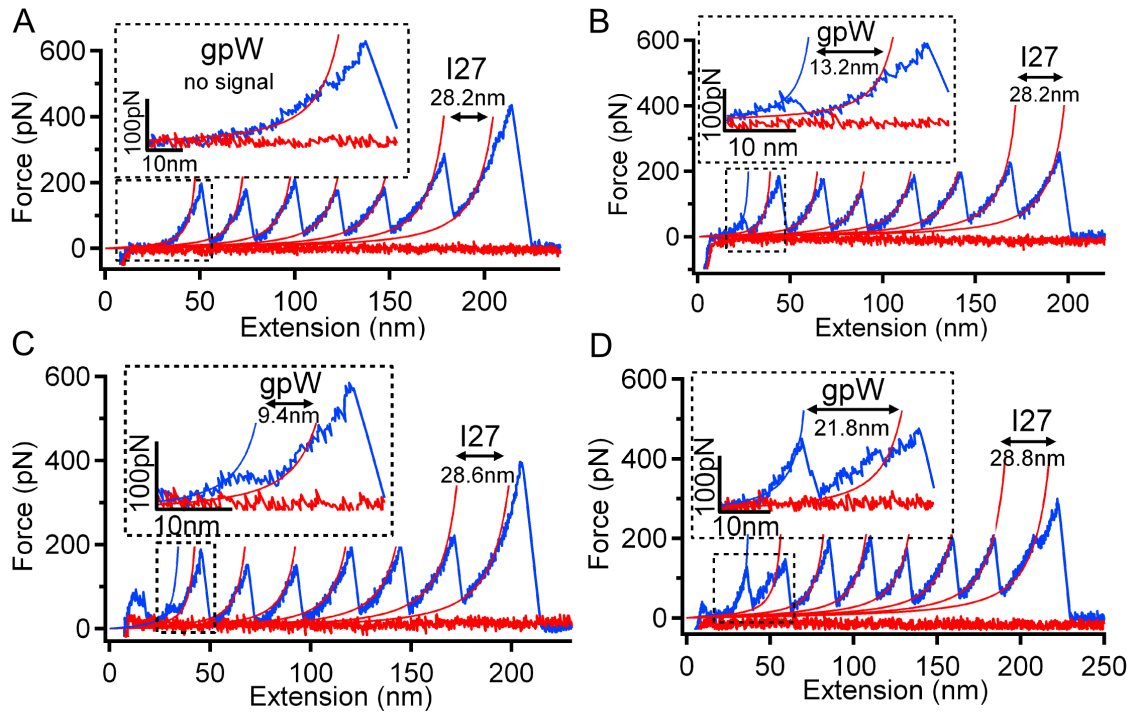 A
600
400
200
0
Force (pN)
gpW
no signal
100pN
10nm
I27
28.2nm
0
50
100
150
200
Extension (nm)
B
600
400
200
0
Force (pN)
gpW
13.2nm
100pN
10 nm
I27
28.2nm
0
50
100
150
200
Extension (nm)
C
600
400
200
0
Force (pN)
gpW
9.4nm
100pN
10nm
I27
28.6nm
0
50
100
150
200
Extension (nm)
D
600
400
200
0
Force (pN)
gpW
21.8nm
100pN
10nm
I27
28.8nm
0
50
100
150
200
250
Extension (nm)